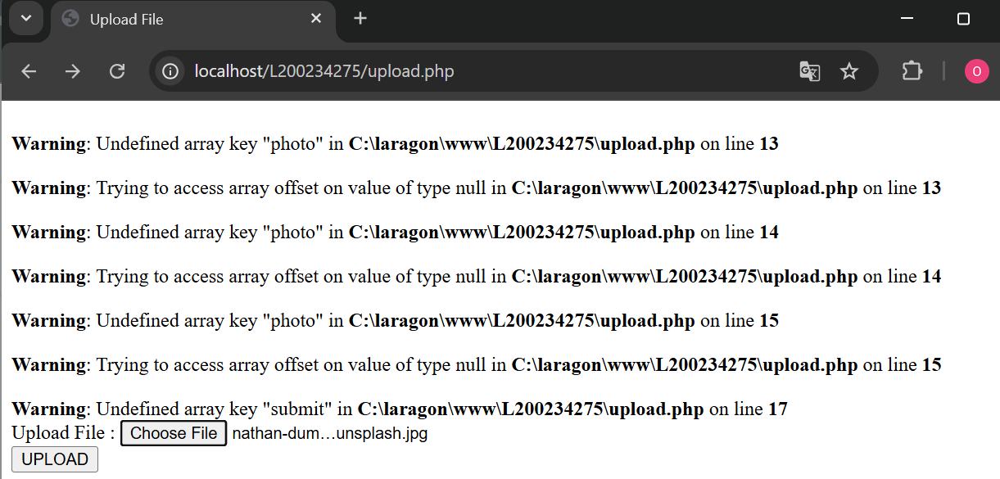 Upload File
localhost/L200234275/upload.php
O
Warning: Undefined array key "photo" in C:\laragon\www\L200234275\upload.php on line 13
Warning: Trying to access array offset on value of type null in C:\laragon\www\L200234275\upload.php on line 13
Warning: Undefined array key "photo" in C:\laragon\www\L200234275\upload.php on line 14
Warning: Trying to access array offset on value of type null in C:\laragon\www\L200234275\upload.php on line 14
Warning: Undefined array key "photo" in C:\laragon\www\L200234275\upload.php on line 15
Warning: Trying to access array offset on value of type null in C:\laragon\www\L200234275\upload.php on line 15
Warning: Undefined array key "submit" in C:\laragon\www\L200234275\upload.php on line 17
Upload File : Choose File nathan-dum…unsplash.jpg
UPLOAD